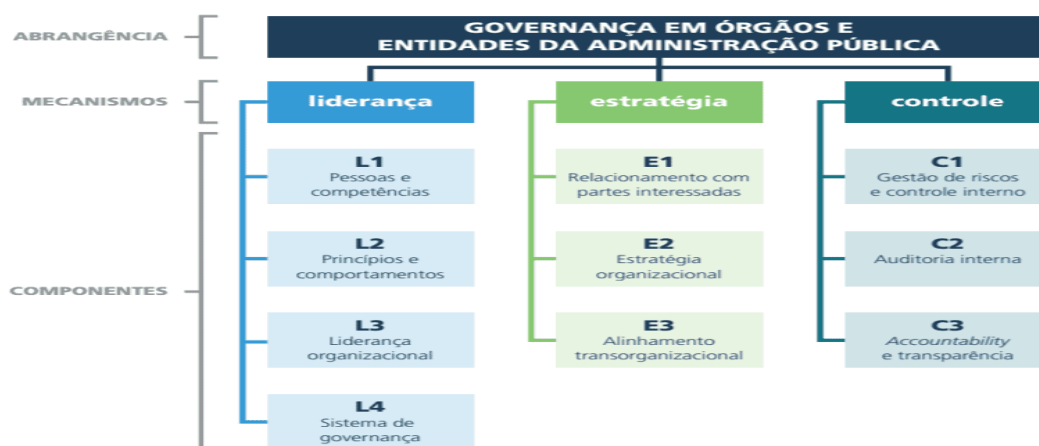 ABRANGÊNCIA
GOVERNANÇA EM ÓRGÃOS E
ENTIDADES DA ADMINISTRAÇÃO PÚBLICA
MECANISMOS
liderança
estratégia
controle
COMPONENTES
L1
Pessoas e
competências
L2
Princípios e
comportamentos
L3
Liderança
organizacional
L4
Sistema de
governança
E1
Relacionamento com
partes interessadas
E2
Estratégia
organizacional
E3
Alinhamento
transorganizacional
C1
Gestão de riscos
e controle interno
C2
Auditoria interna
C3
Accountability
e transparência